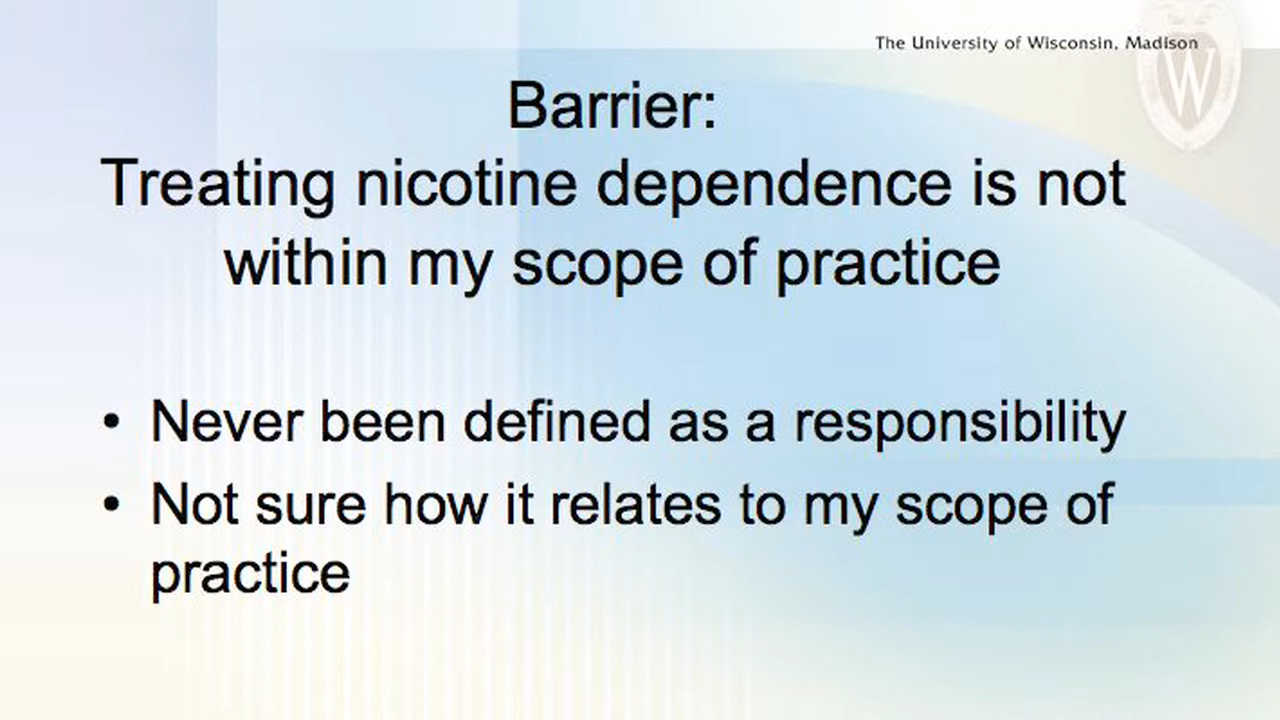 The University of Wisconsin, Madison
W
Barrier:
Treating nicotine dependence is not
within my scope of practice
• Never been defined as a responsibility
• Not sure how it relates to my scope of
practice